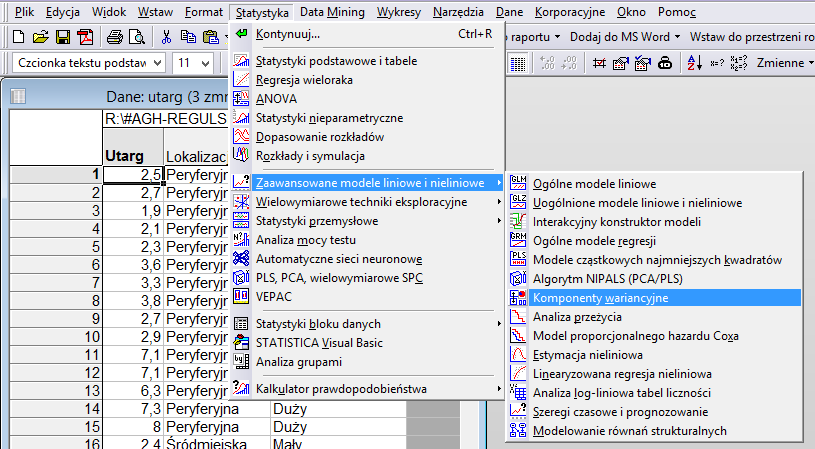 Plik Edycja Widok Wstaw Format Statystyka Data Mining Wykresy Narzędzia Dane Korporacyjne Okno Pomoc
o raportu Dodaj do MS Word Wstaw do przestrzeni ro
Czcionka tekstu podstaw 11 Zmienne
Dane: utarg (3 zmn
R:\#AGH-REGULS
Utarg Lokalizac
1 2,5 Peryferyjn
2 2,7 Peryferyjn
3 1,9 Peryferyjn
4 2,1 Peryferyjn
5 2,3 Peryferyjn
6 3,6 Peryferyjn
7 3,3 Peryferyjn
8 3,8 Peryferyjn
9 2,7 Peryferyjn
10 2,9 Peryferyjn
11 7,1 Peryferyjn
12 7,1 Peryferyjn
13 6,3 Peryferyjn
14 7,3 Peryferyjna Duży
15 8 Peryferyjna Duży
16 2,4 Śródmiejska Mały
Kontynuuj... Ctrl+R
Statystyki podstawowe i tabele
Regresja wieloraka
ANOVA
Statystyki nieparametryczne
Dopasowanie rozkładów
Rozkłady i symulacja
Zaawansowane modele liniowe i nieliniowe
Wielowymiarowe techniki eksploracyjne
Statystyki przemysłowe
Analiza mocy testu
Automatyczne sieci neuronowe
PLS, PCA, wielowymiarowe SPC
VEPAC
Statystyki bloku danych
STATISTICA Visual Basic
Analiza grupami
Kalkulator prawdopodobieństwa
Ogólne modele liniowe
Uogólnione modele liniowe i nieliniowe
Interakcyjny konstruktor modeli
Ogólne modele regresji
Modele cząstkowych najmniejszych kwadratów
Algorytm NIPALS (PCA/PLS)
Komponenty wariancyjne
Analiza przeżycia
Model proporcjonalnego hazardu Coxa
Estymacja nieliniowa
Linearyzowana regresja nieliniowa
Analiza log-liniowa tabel liczności
Szeregi czasowe i prognozowanie
Modelowanie równań strukturalnych